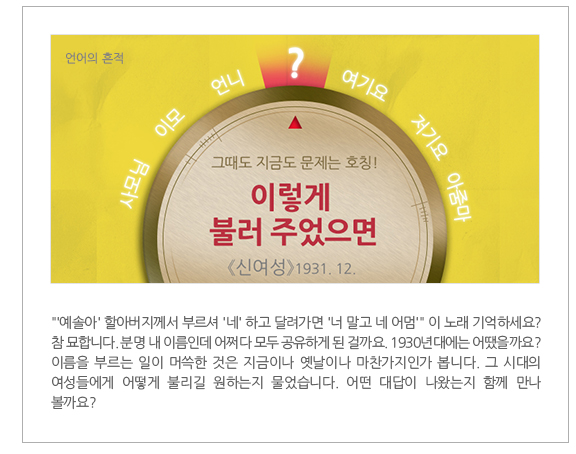 언어의 흔적
사모님
이모
언니
?
여기요
저기요
아줌마
그때도 지금도 문제는 호칭!
이렇게
불러 주었으면
《신여성》1931. 12.
"'예솔아' 할아버지께서 부르셔 '네' 하고 달려가면 '너 말고 네 어멈'" 이 노래 기억하세요?
참 묘합니다. 분명 내 이름인데 어쩌다 모두 공유하게 된 걸까요. 1930년대에는 어땠을까요?
이름을 부르는 일이 머쓱한 것은 지금이나 옛날이나 마찬가지인가 봅니다. 그 시대의
여성들에게 어떻게 불리길 원하는지 물었습니다. 어떤 대답이 나왔는지 함께 만나
볼까요?